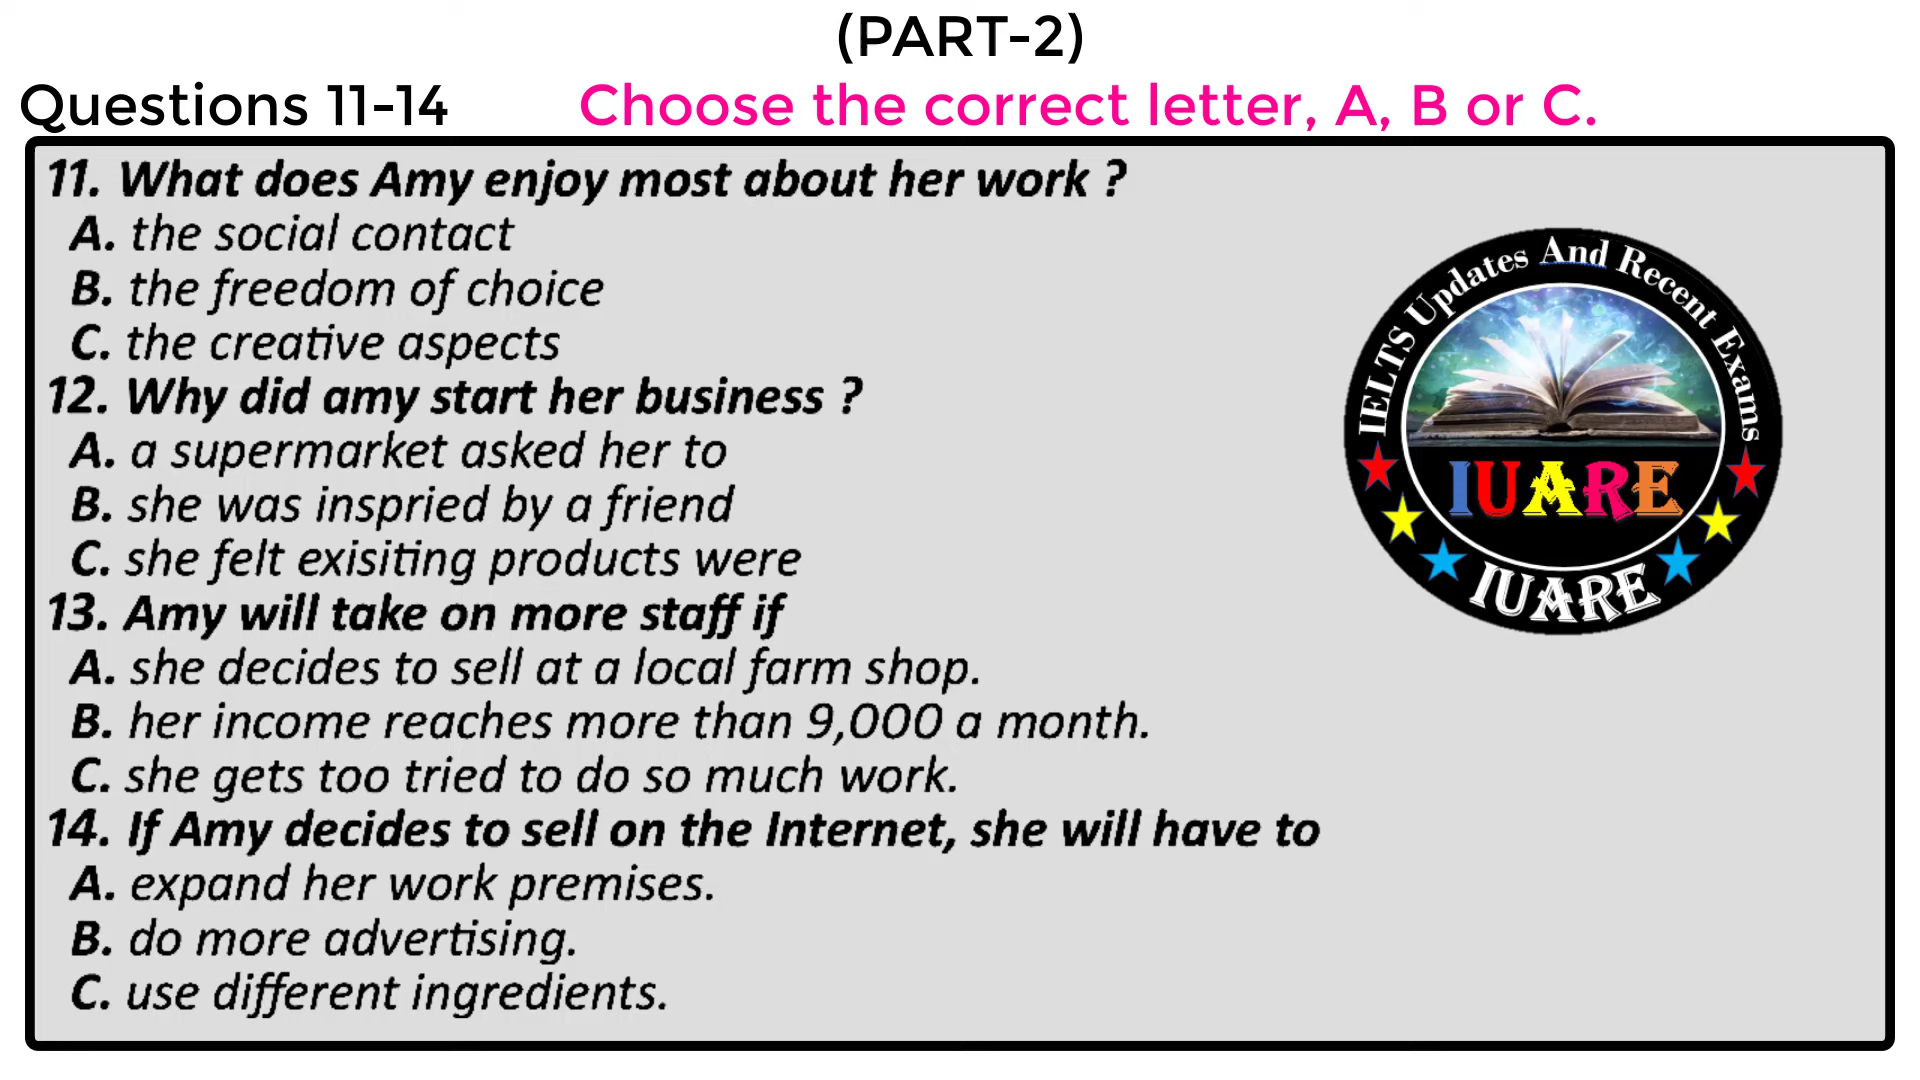 (PART-2)
Questions 11-14 Choose the correct letter, A, B or C.
11. What does Amy enjoy most about her work ?
A. the social contact
B. the freedom of choice
C. the creative aspects
12. Why did amy start her business ?
A. a supermarket asked her to
B. she was inspried by a friend
C. she felt exisiting products were
13. Amy will take on more staff if
A. she decides to sell at a local farm shop.
B. her income reaches more than 9,000 a month.
C. she gets too tried to do so much work.
14. If Amy decides to sell on the Internet, she will have to
A. expand her work premises.
B. do more advertising.
C. use different ingredients.
IELTS Updates And Recent Exams
IUARE
IUARE